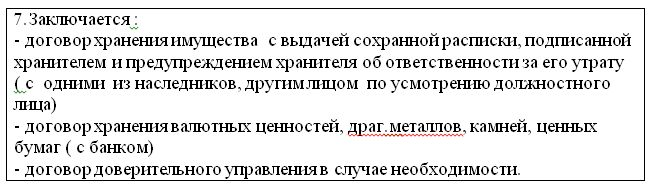 7.Заключается :
- договор хранения имущества с выдачей сохранной расписки, подписанной
хранителем и предупреждением хранителя об ответственности за его утрату
( с одними из наследников, другим лицом по усмотрению должностного
лица)
- договор хранения валютных ценностей, драг.металлов, камней, ценных
бумаг ( с банком)
- договор доверительного управления в случае необходимости.